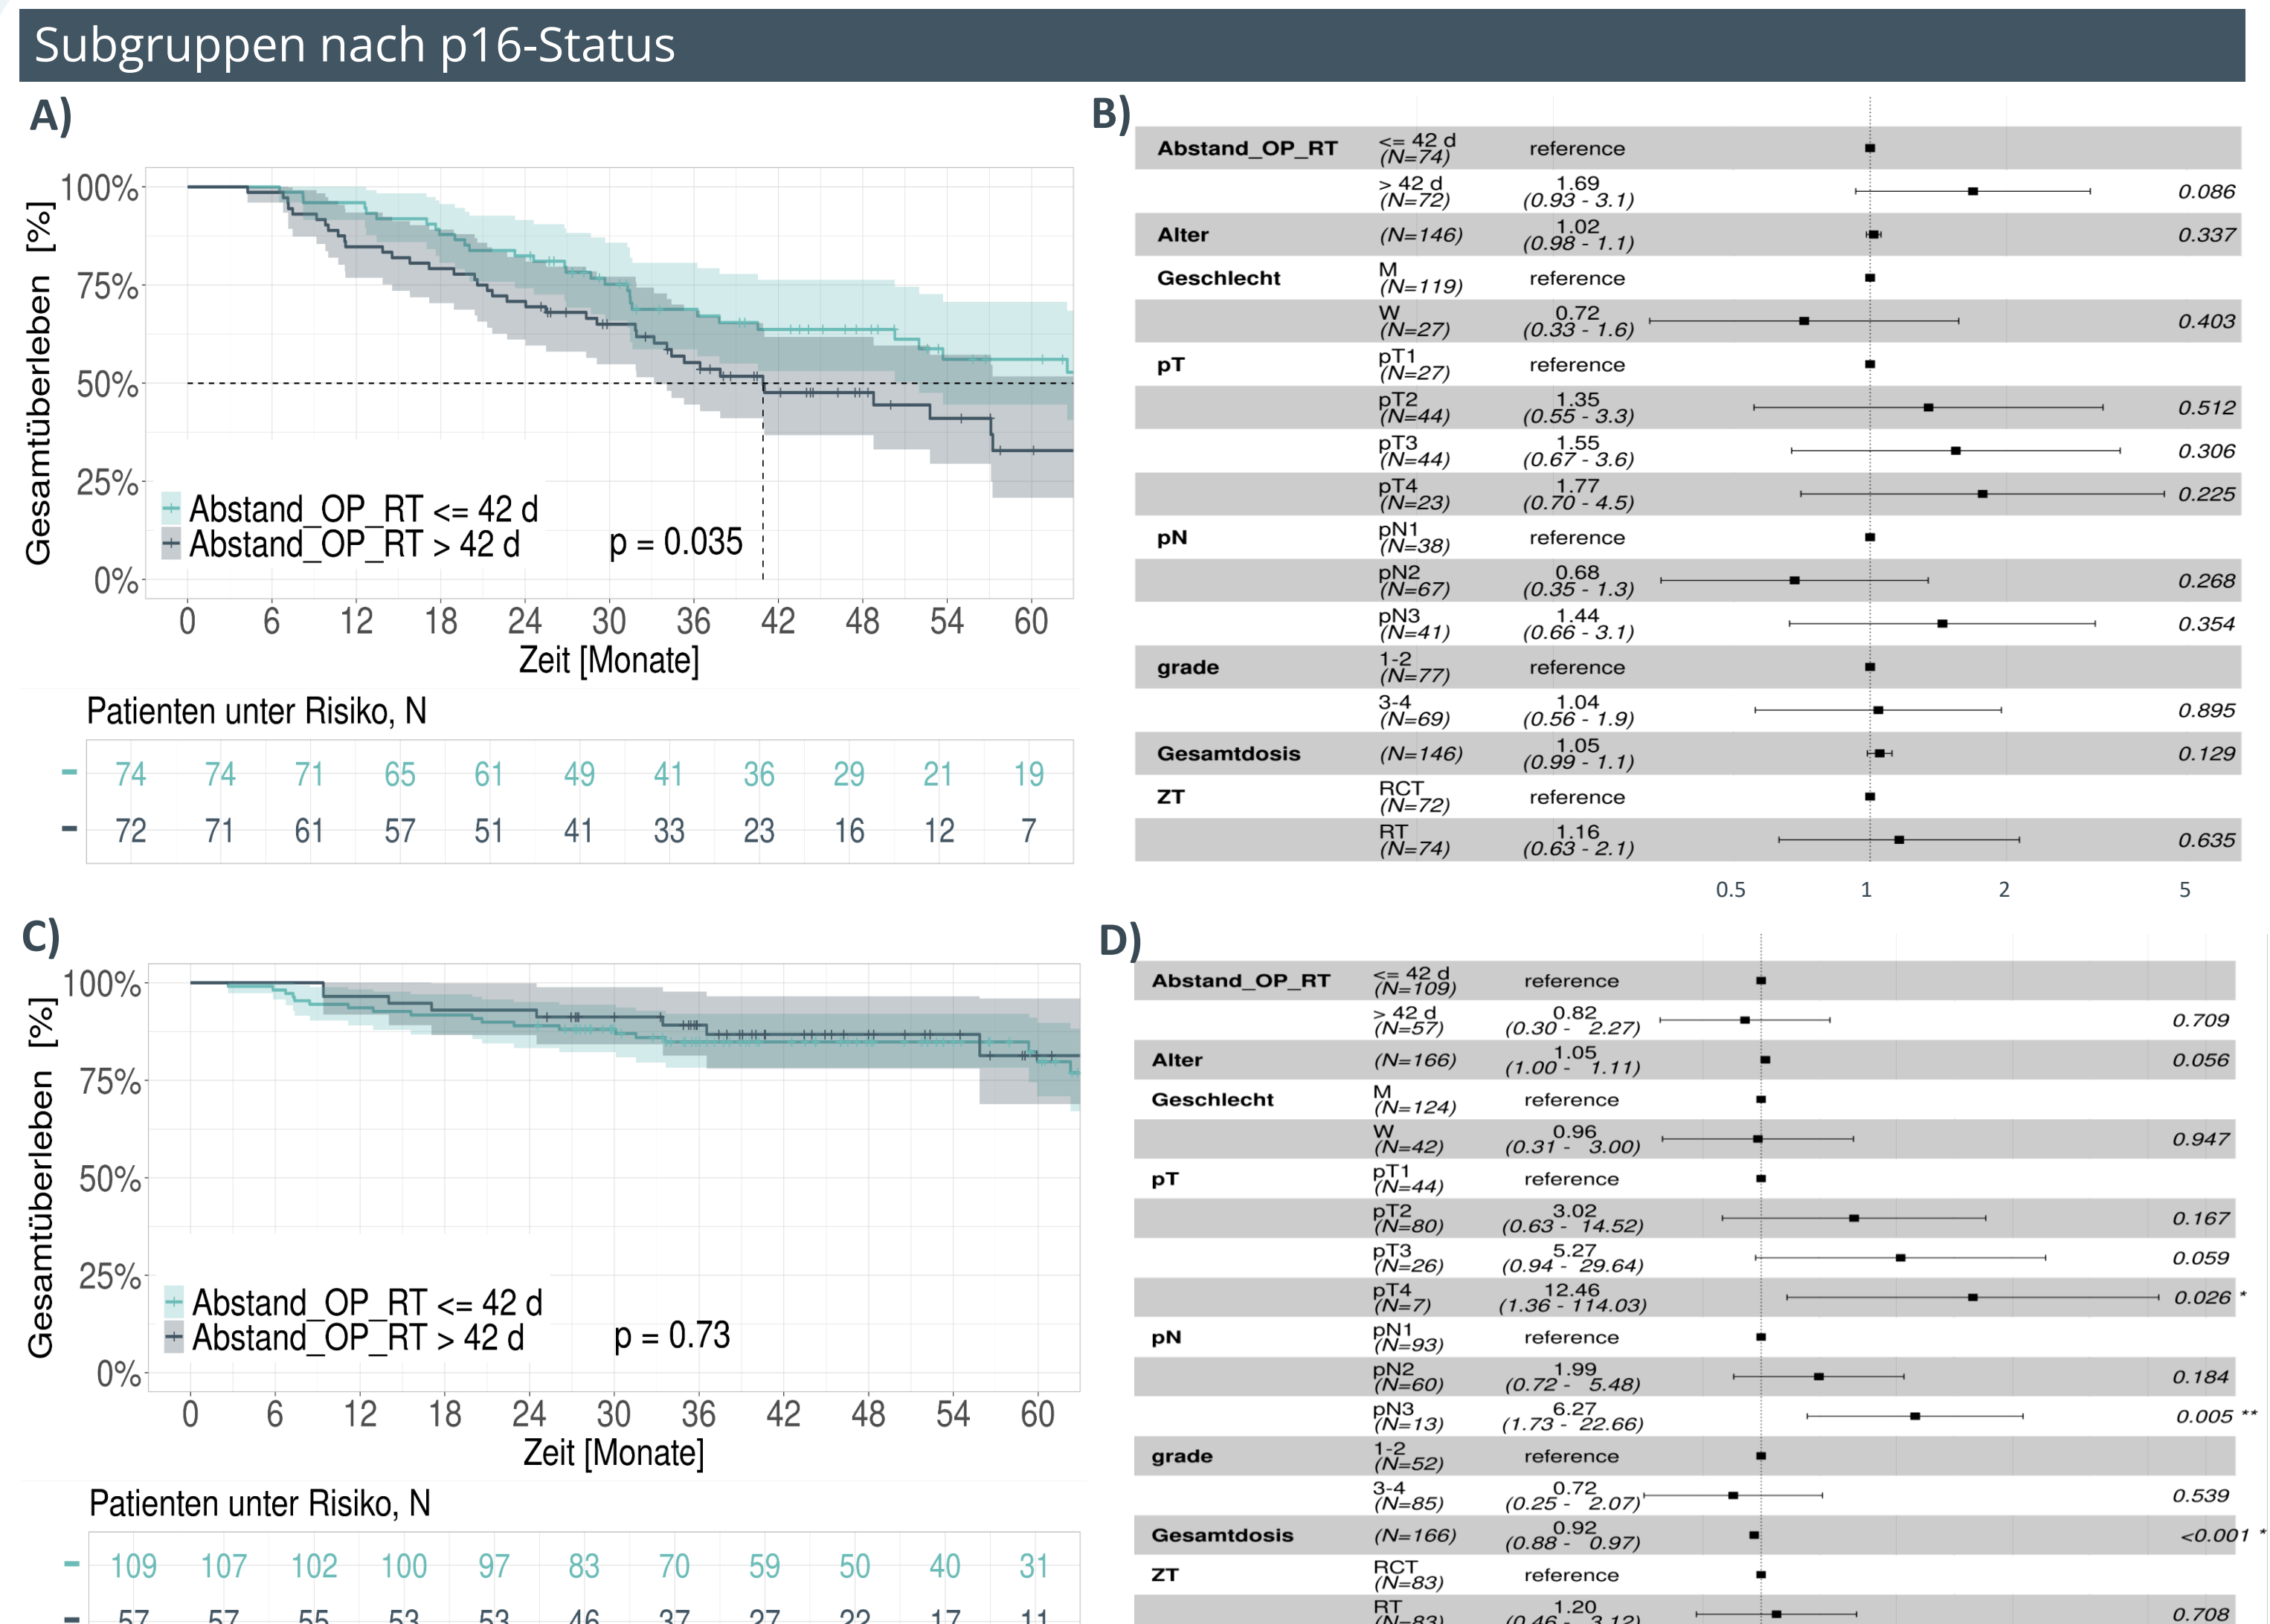 Subgruppen nach p16-Status
A)
Gesamtüberleben [%]
100%
75%
50%
25%
0%
Abstand_OP_RT <= 42 d
Abstand_OP_RT > 42 d
p = 0.035
0 6 12 18 24 30 36 42 48 54 60
Zeit [Monate]
Patienten unter Risiko, N
74 74 71 65 61 49 41 36 29 21 19
72 71 61 57 51 41 33 23 16 12 7
B)
Abstand_OP_RT <= 42 d (N=74) reference
> 42 d (N=72) 1.69 (0.93 - 3.1) 0.086
Alter (N=146) 1.02 (0.98 - 1.1) 0.337
Geschlecht M (N=119) reference
W (N=27) 0.72 (0.33 - 1.6) 0.403
pT pT1 (N=27) reference
pT2 (N=44) 1.35 (0.55 - 3.3) 0.512
pT3 (N=44) 1.55 (0.67 - 3.6) 0.306
pT4 (N=23) 1.77 (0.70 - 4.5) 0.225
pN pN1 (N=38) reference
pN2 (N=67) 0.68 (0.35 - 1.3) 0.268
pN3 (N=41) 1.44 (0.66 - 3.1) 0.354
grade 1-2 (N=77) reference
3-4 (N=69) 1.04 (0.56 - 1.9) 0.895
Gesamtdosis (N=146) 1.05 (0.99 - 1.1) 0.129
ZT RCT (N=72) reference
RT (N=74) 1.16 (0.63 - 2.1) 0.635
0.5 1 2 5
C)
Gesamtüberleben [%]
100%
75%
50%
25%
0%
Abstand_OP_RT <= 42 d
Abstand_OP_RT > 42 d
p = 0.73
0 6 12 18 24 30 36 42 48 54 60
Zeit [Monate]
Patienten unter Risiko, N
109 107 102 100 97 83 70 59 50 40 31
57 57 55 53 53 46 37 27 22 17 11
D)
Abstand_OP_RT <= 42 d (N=109) reference
> 42 d (N=57) 0.82 (0.30 - 2.27) 0.709
Alter (N=166) 1.05 (1.00 - 1.11) 0.056
Geschlecht M (N=124) reference
W (N=42) 0.96 (0.31 - 3.00) 0.947
pT pT1 (N=44) reference
pT2 (N=80) 3.02 (0.63 - 14.52) 0.167
pT3 (N=26) 5.27 (0.94 - 29.64) 0.059
pT4 (N=7) 12.46 (1.36 - 114.03) 0.026 *
pN pN1 (N=93) reference
pN2 (N=60) 1.99 (0.72 - 5.48) 0.184
pN3 (N=13) 6.27 (1.73 - 22.66) 0.005 **
grade 1-2 (N=52) reference
3-4 (N=85) 0.72 (0.25 - 2.07) 0.539
Gesamtdosis (N=166) 0.92 (0.88 - 0.97) <0.001 *
ZT RCT (N=83) reference
RT (N=83) 1.20 (0.46 - 3.12) 0.708